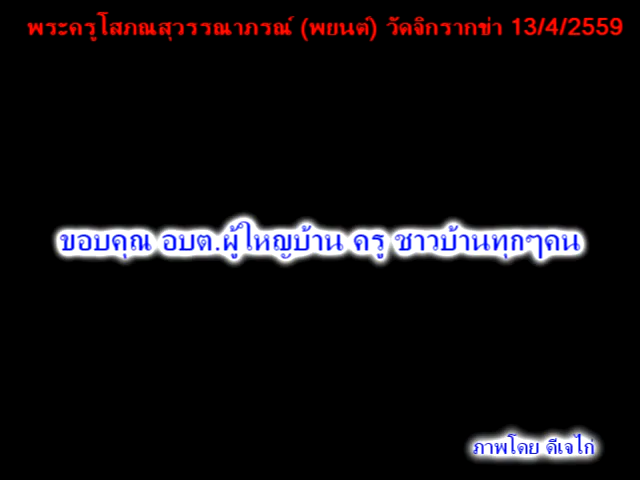 พระครูโสภณสุวรรณาภรณ์ (พยนต์) วัดจิกรากข่า 13/4/2559
ขอบคุณ อบต.ผู้ใหญ่บ้าน ครู ชาวบ้านทุกๆคน
ภาพโดย ดีเจไก่